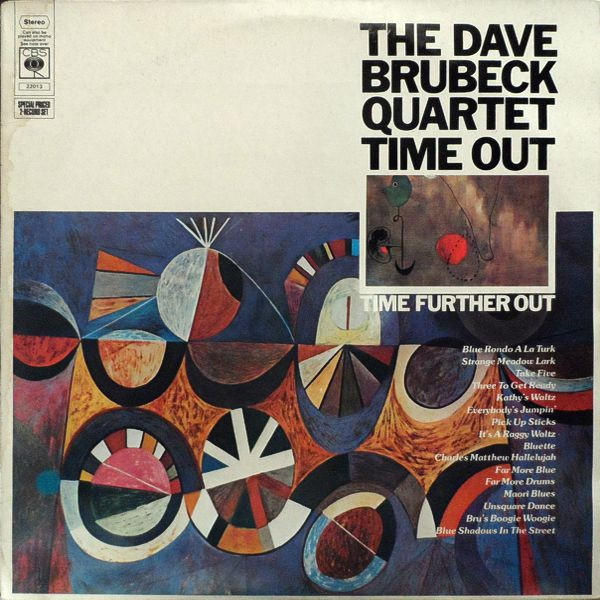 Stereo
Can also be
played on mono
equipment
See note over
CBS
22013
SPECIAL PRICED
2-RECORD SET
THE DAVE
BRUBECK
QUARTET
TIME OUT
TIME FURTHER OUT
Blue Rondo A La Turk
Strange Meadow Lark
Take Five
Three To Get Ready
Kathy's Waltz
Everybody's Jumpin'
Pick Up Sticks
It's A Raggy Waltz
Bluette
Charles Matthew Hallelujah
Far More Blue
Far More Drums
Maori Blues
Unsquare Dance
Bru's Boogie Woogie
Blue Shadows In The Street